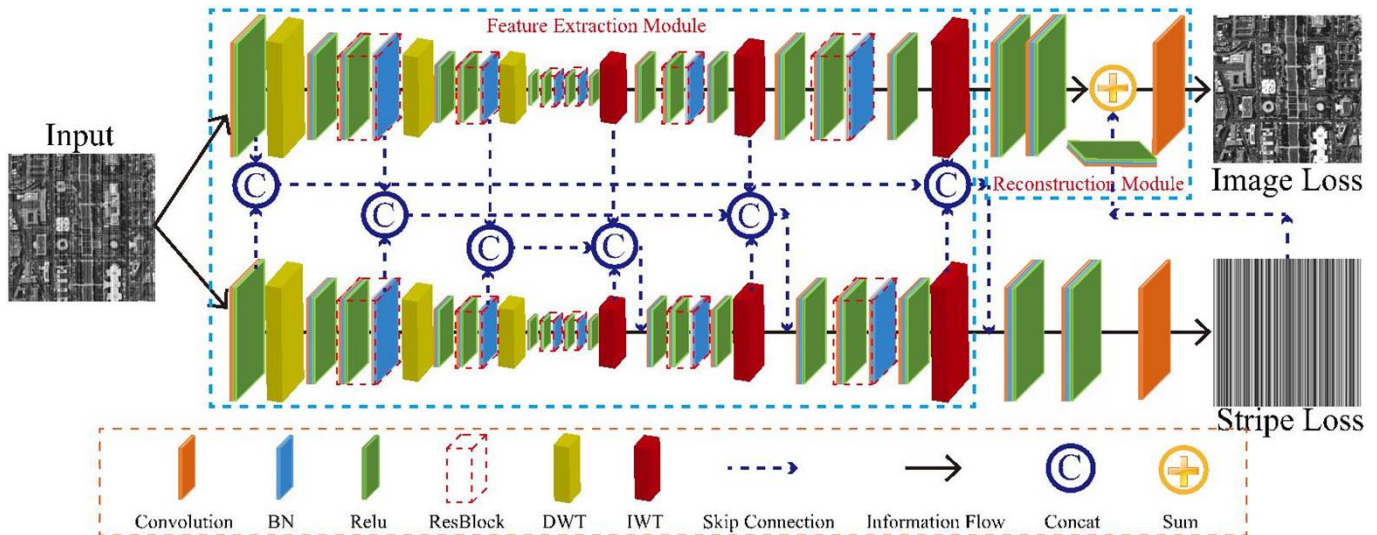 Feature Extraction Module
Input
C
C
C
C
C
C
Reconstruction Module
Image Loss
Stripe Loss
Convolution
BN
Relu
ResBlock
DWT
IWT
Skip Connection
Information Flow
C
Concat
Sum